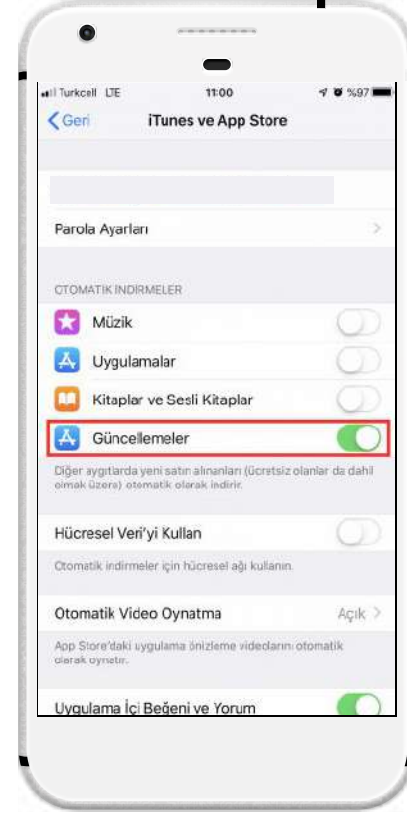 Turkcell LTE 11:00 %97
Geri iTunes ve App Store
Parola Ayarları
OTOMATİK İNDİRMELER
Müzik
Uygulamalar
Kitaplar ve Sesli Kitaplar
Güncellemeler
Diğer aygıtlarda yeni satın alınanları (ücretsiz olanlar da dahil
olmak üzere) otomatik olarak indirir.
Hücresel Veri'yi Kullan
Otomatik indirmeler için hücresel ağı kullanın.
Otomatik Video Oynatma Açık
App Store'daki uygulama önizleme videolarını otomatik
olarak oynatır.
Uygulama İçi Beğeni ve Yorum